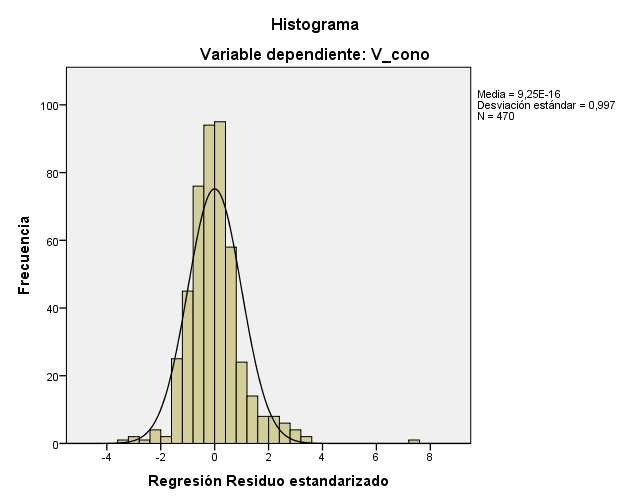 Histograma
Variable dependiente: V_cono
Media = 9,25E-16
Desviación estándar = 0,997
N = 470
Frecuencia
100
80
60
40
20
0
-4 -2 0 2 4 6 8
Regresión Residuo estandarizado